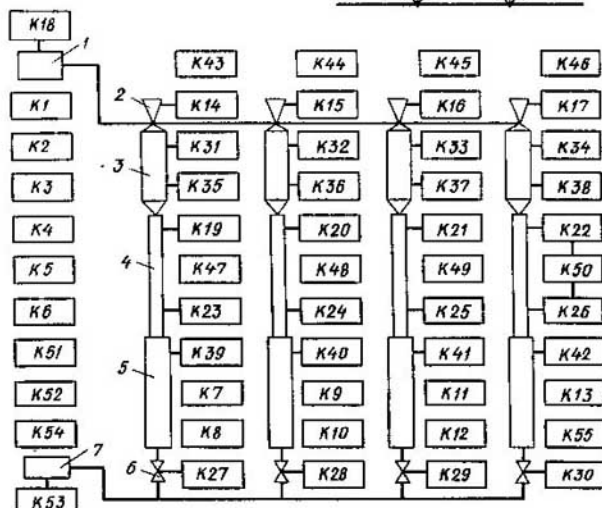 K18
1
K43 K44 K45 K46
2 K14 K15 K16 K17
K1
K31 K32 K33 K34
K2
3
K35 K36 K37 K38
K3
K4 K19 K20 K21 K22
4
K5 K47 K48 K49 K50
K6 K23 K24 K25 K26
K51 K39 K40 K41 K42
5
K52 K7 K9 K11 K13
K54 K8 K10 K12 K55
7
6 K27 K28 K29 K30
K53